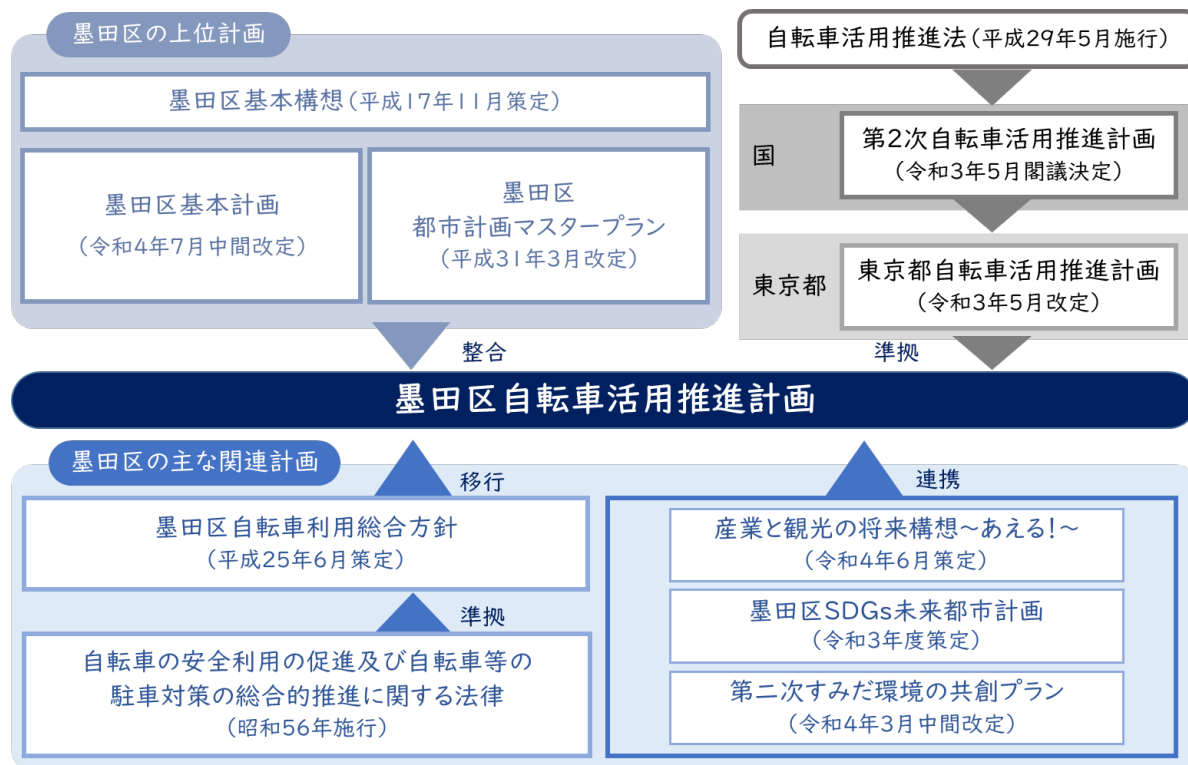 墨田区の上位計画
墨田区基本構想(平成17年11月策定)
墨田区基本計画
(令和4年7月中間改定)
墨田区
都市計画マスタープラン
(平成31年3月改定)
整合
自転車活用推進法(平成29年5月施行)
国
第2次自転車活用推進計画
(令和3年5月閣議決定)
東京都
東京都自転車活用推進計画
(令和3年5月改定)
準拠
墨田区自転車活用推進計画
墨田区の主な関連計画
移行
墨田区自転車利用総合方針
(平成25年6月策定)
準拠
自転車の安全利用の促進及び自転車等の
駐車対策の総合的推進に関する法律
(昭和56年施行)
連携
産業と観光の将来構想~あえる!~
(令和4年6月策定)
墨田区SDGs未来都市計画
(令和3年度策定)
第二次すみだ環境の共創プラン
(令和4年3月中間改定)